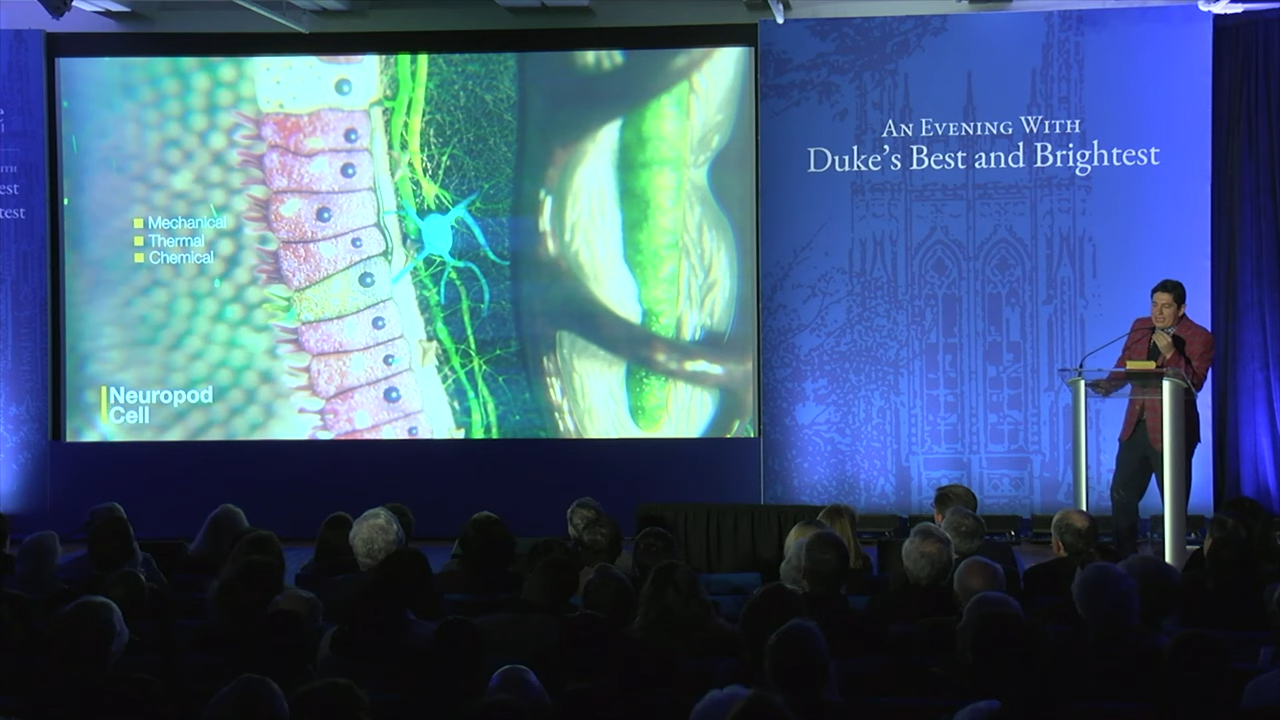 Mechanical
Thermal
Chemical
Neuropod
Cell
AN EVENING WITH
DUKE'S BEST AND BRIGHTEST